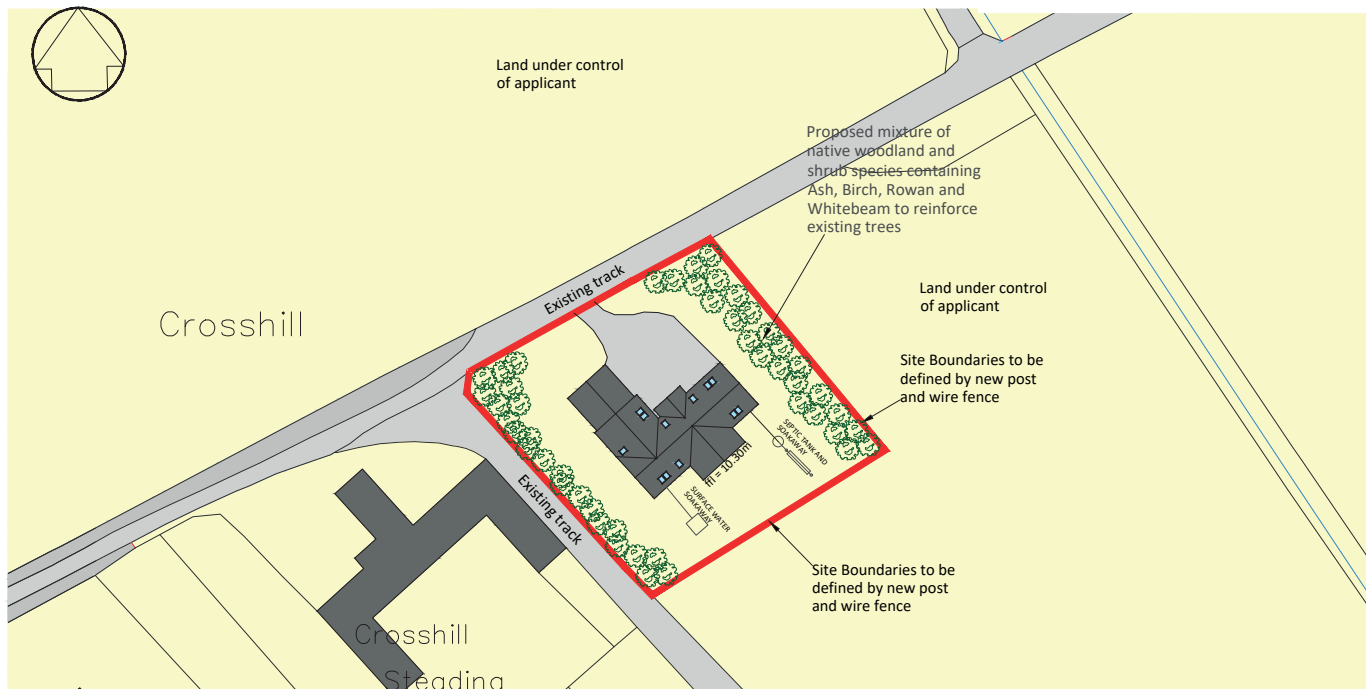 Land under control
of applicant
Proposed mixture of
native woodland and
shrub species containing
Ash, Birch, Rowan and
Whitebeam to reinforce
existing trees
Existing track
Land under control
of applicant
Crosshill
Site Boundaries to be
defined by new post
and wire fence
SEPTIC TANK AND
SOAKAWAY
ffl = 10.30m
SURFACE WATER
SOAKAWAY
Existing track
Site Boundaries to be
defined by new post
and wire fence
Crosshill
Steading